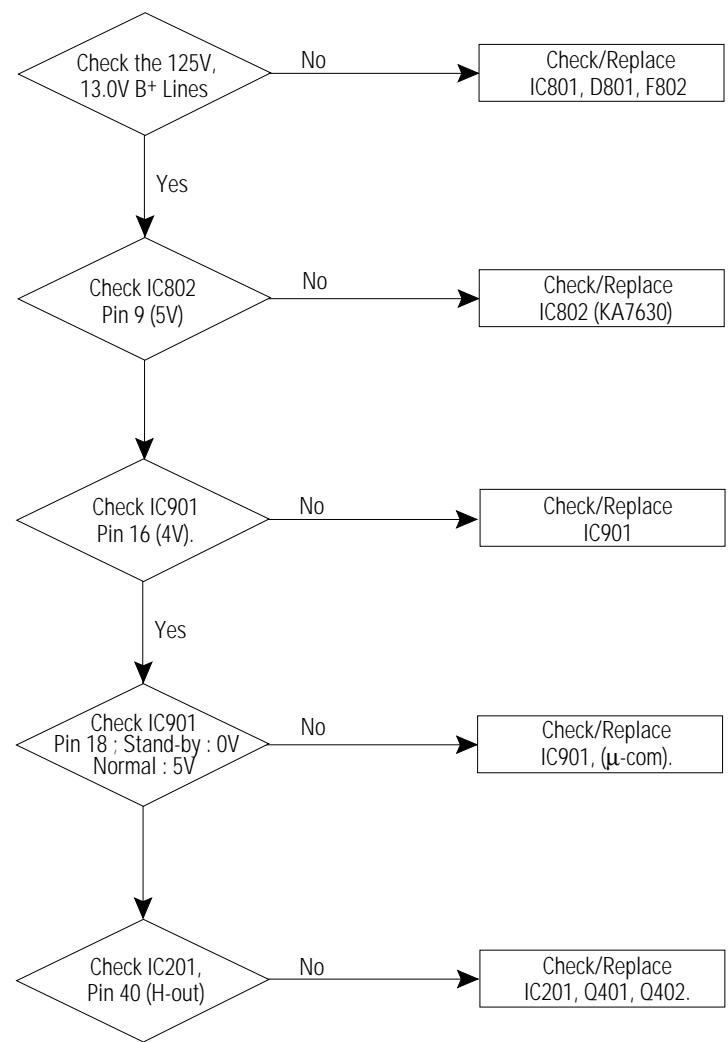 Check the 125V,
13.0V B+ Lines
No
Check/Replace
IC801, D801, F802
Yes
Check IC802
Pin 9 (5V)
No
Check/Replace
IC802 (KA7630)
Check IC901
Pin 16 (4V).
No
Check/Replace
IC901
Yes
Check IC901
Pin 18 ; Stand-by : 0V
Normal : 5V
No
Check/Replace
IC901, (µ-com).
Check IC201,
Pin 40 (H-out)
No
Check/Replace
IC201, Q401, Q402.